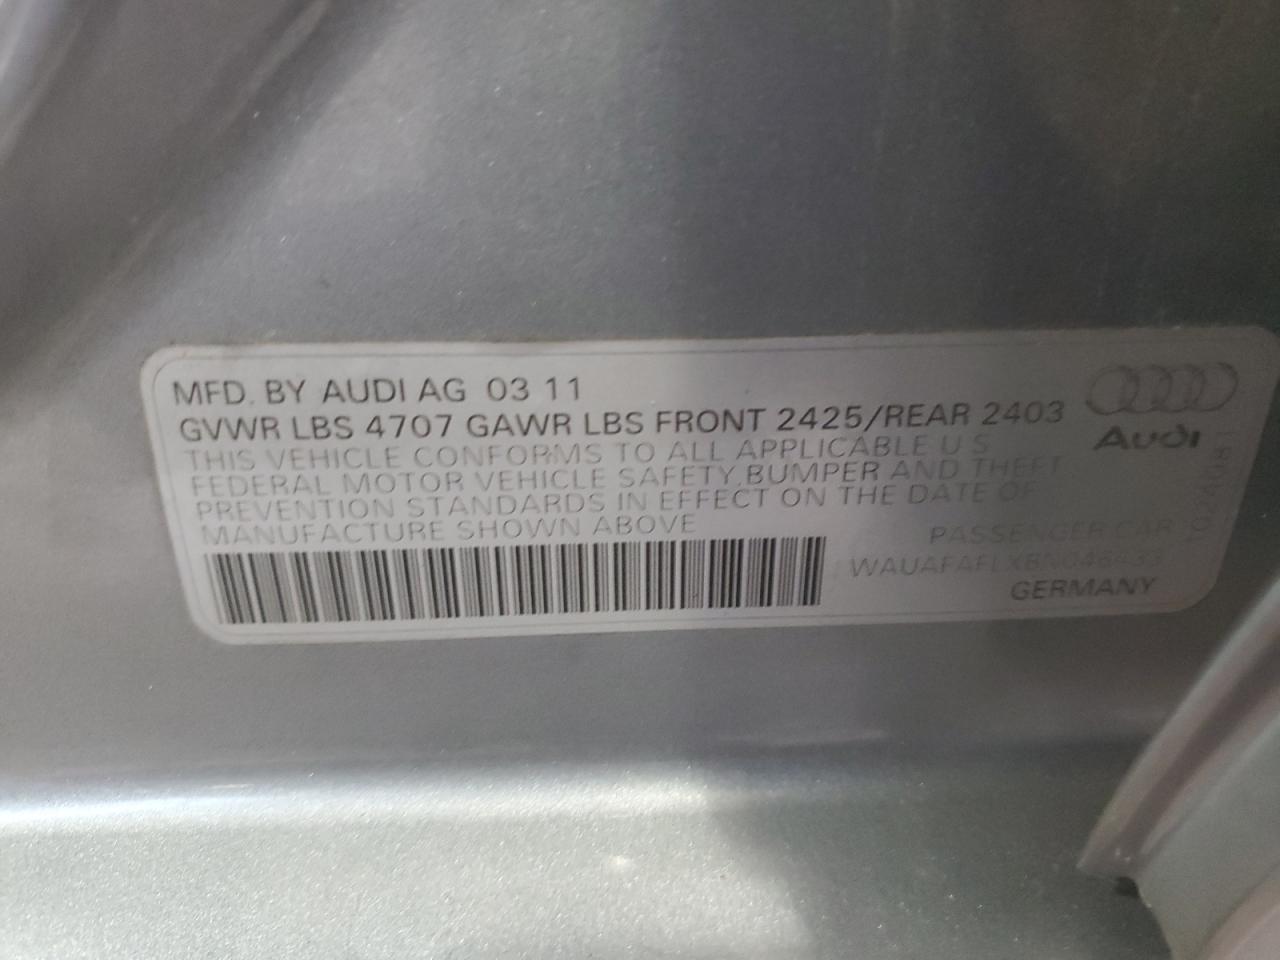 MFD. BY AUDI AG 03 11
GVWR LBS 4707 GAWR LBS FRONT 2425/REAR 2403
THIS VEHICLE CONFORMS TO ALL APPLICABLE U S
FEDERAL MOTOR VEHICLE SAFETY, BUMPER AND THEFT
PREVENTION STANDARDS IN EFFECT ON THE DATE OF
MANUFACTURE SHOWN ABOVE
Audi
PASSENGER CAR
WAUAFAFLXBN046433
GERMANY